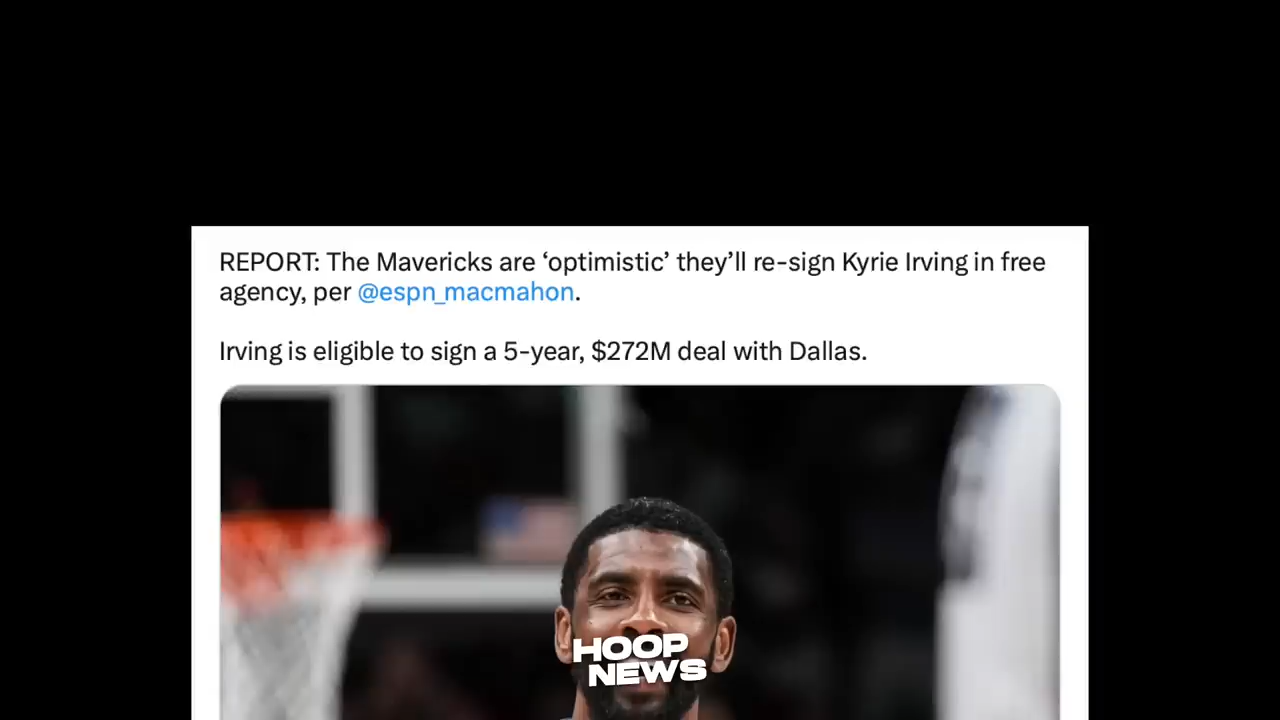 REPORT: The Mavericks are ‘optimistic’ they’ll re-sign Kyrie Irving in free
agency, per @espn_macmahon.
Irving is eligible to sign a 5-year, $272M deal with Dallas.
HOOP
NEWS